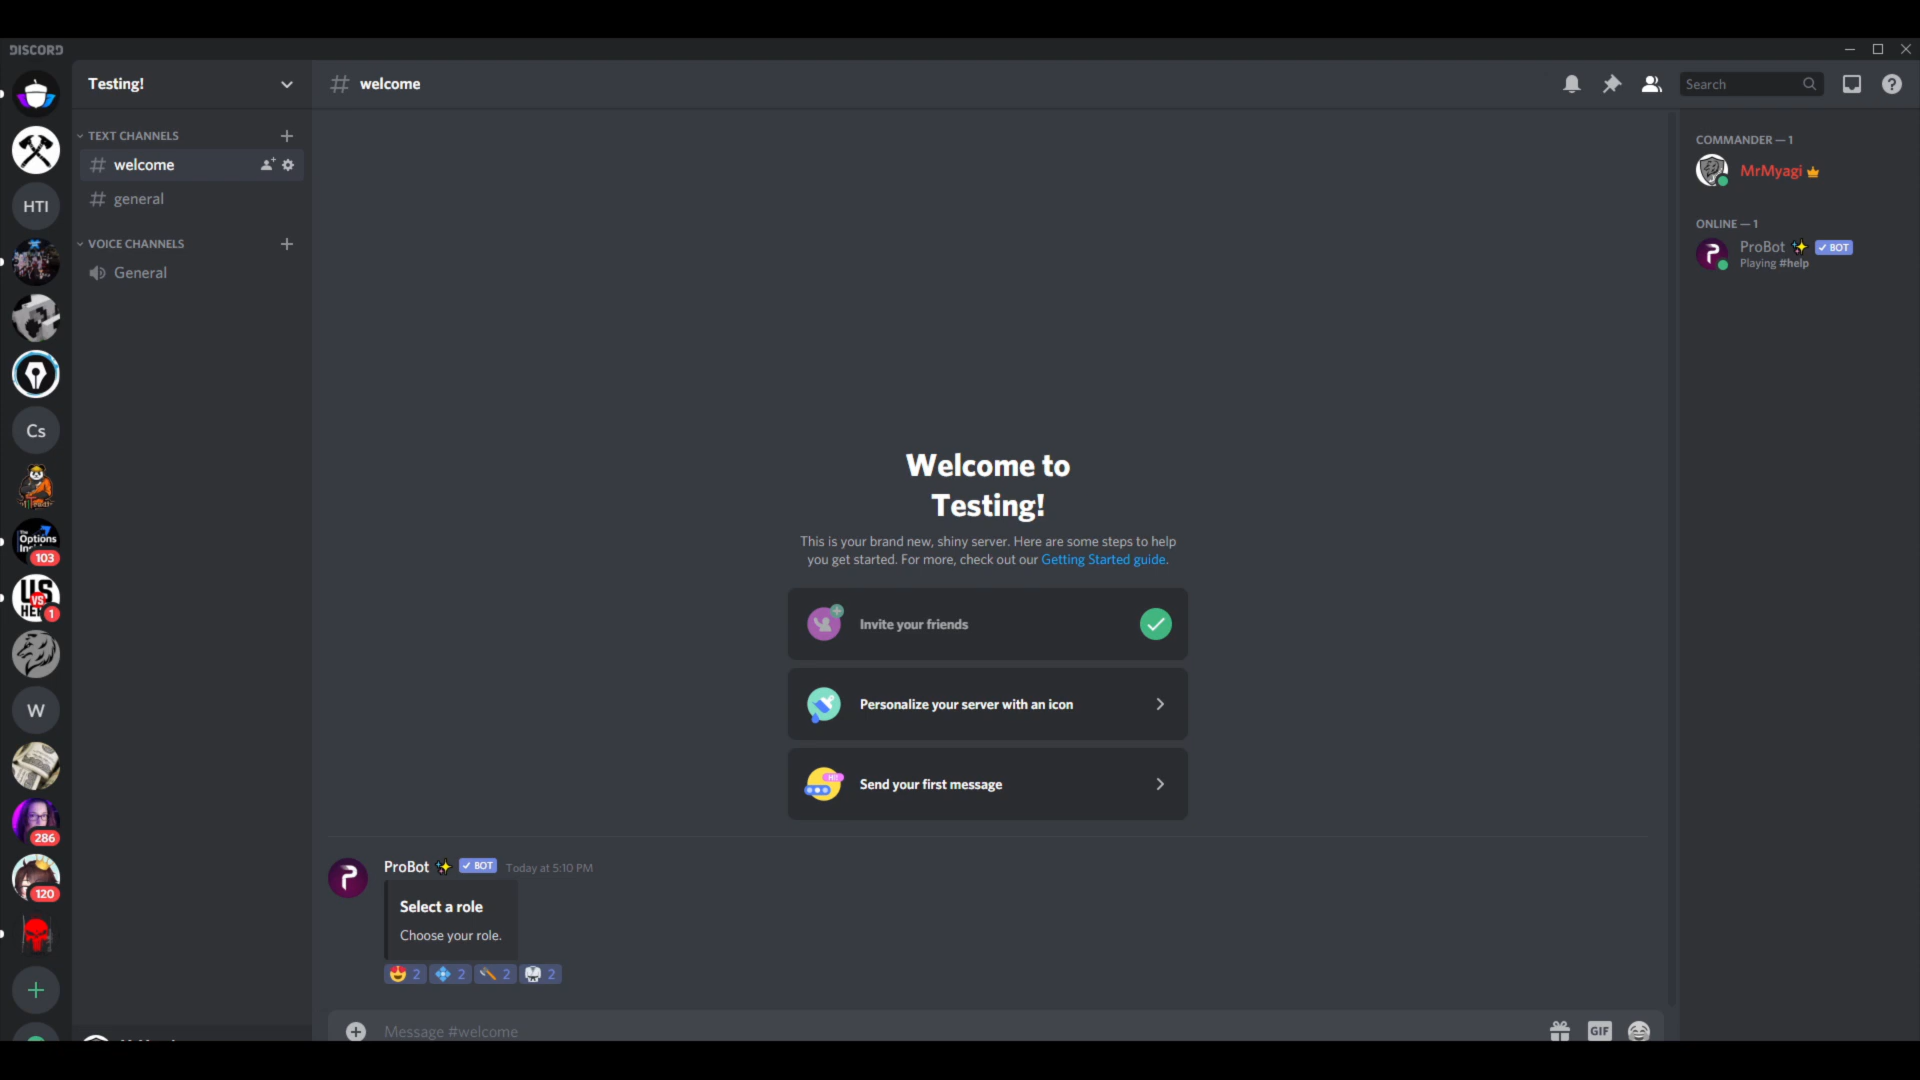 DISCORD
Testing!
welcome
Search
TEXT CHANNELS
welcome
general
VOICE CHANNELS
General
HTI
Cs
Options
103
US
VS
1
W
286
120
Welcome to
Testing!
This is your brand new, shiny server. Here are some steps to help
you get started. For more, check out our Getting Started guide.
Invite your friends
Personalize your server with an icon
Send your first message
ProBot BOT Today at 5:10 PM
Select a role
Choose your role.
2 2 2 2
Message #welcome
GIF
COMMANDER — 1
MrMyagi
ONLINE — 1
ProBot BOT
Playing #help